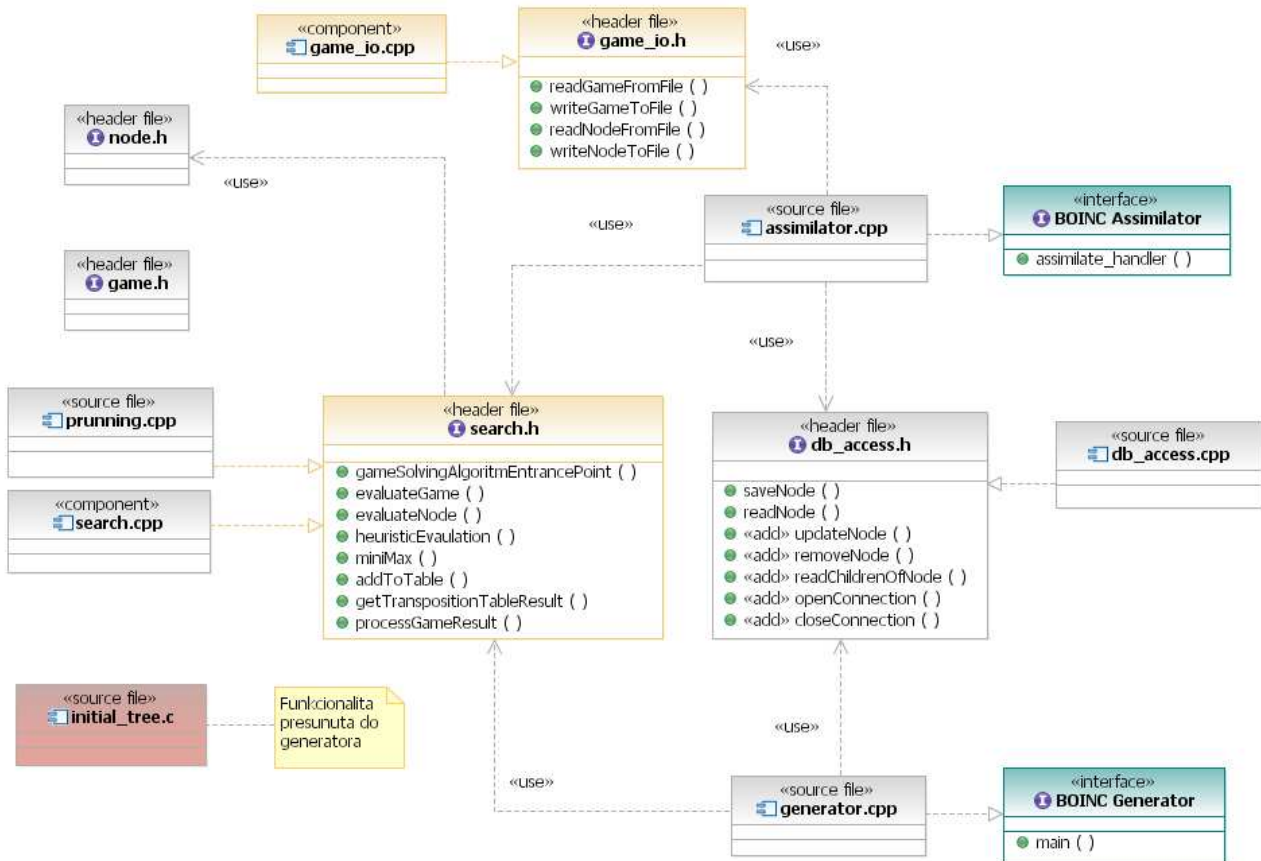 «component»
game_io.cpp
«header file»
game_io.h
readGameFromFile ( )
writeGameToFile ( )
readNodeFromFile ( )
writeNodeToFile ( )
«use»
«header file»
node.h
«use»
«use»
«source file»
assimilator.cpp
«interface»
BOINC Assimilator
assimilate_handler ( )
«header file»
game.h
«use»
«source file»
prunning.cpp
«component»
search.cpp
«header file»
search.h
gameSolvingAlgoritmEntrancePoint ( )
evaluateGame ( )
evaluateNode ( )
heuristicEvaulation ( )
miniMax ( )
addToTable ( )
getTranspositionTableResult ( )
processGameResult ( )
«header file»
db_access.h
saveNode ( )
readNode ( )
«add» updateNode ( )
«add» removeNode ( )
«add» readChildrenOfNode ( )
«add» openConnection ( )
«add» closeConnection ( )
«source file»
db_access.cpp
«source file»
initial_tree.c
Funkcionalita
presunuta do
generatora
«use»
«use»
«source file»
generator.cpp
«interface»
BOINC Generator
main ( )